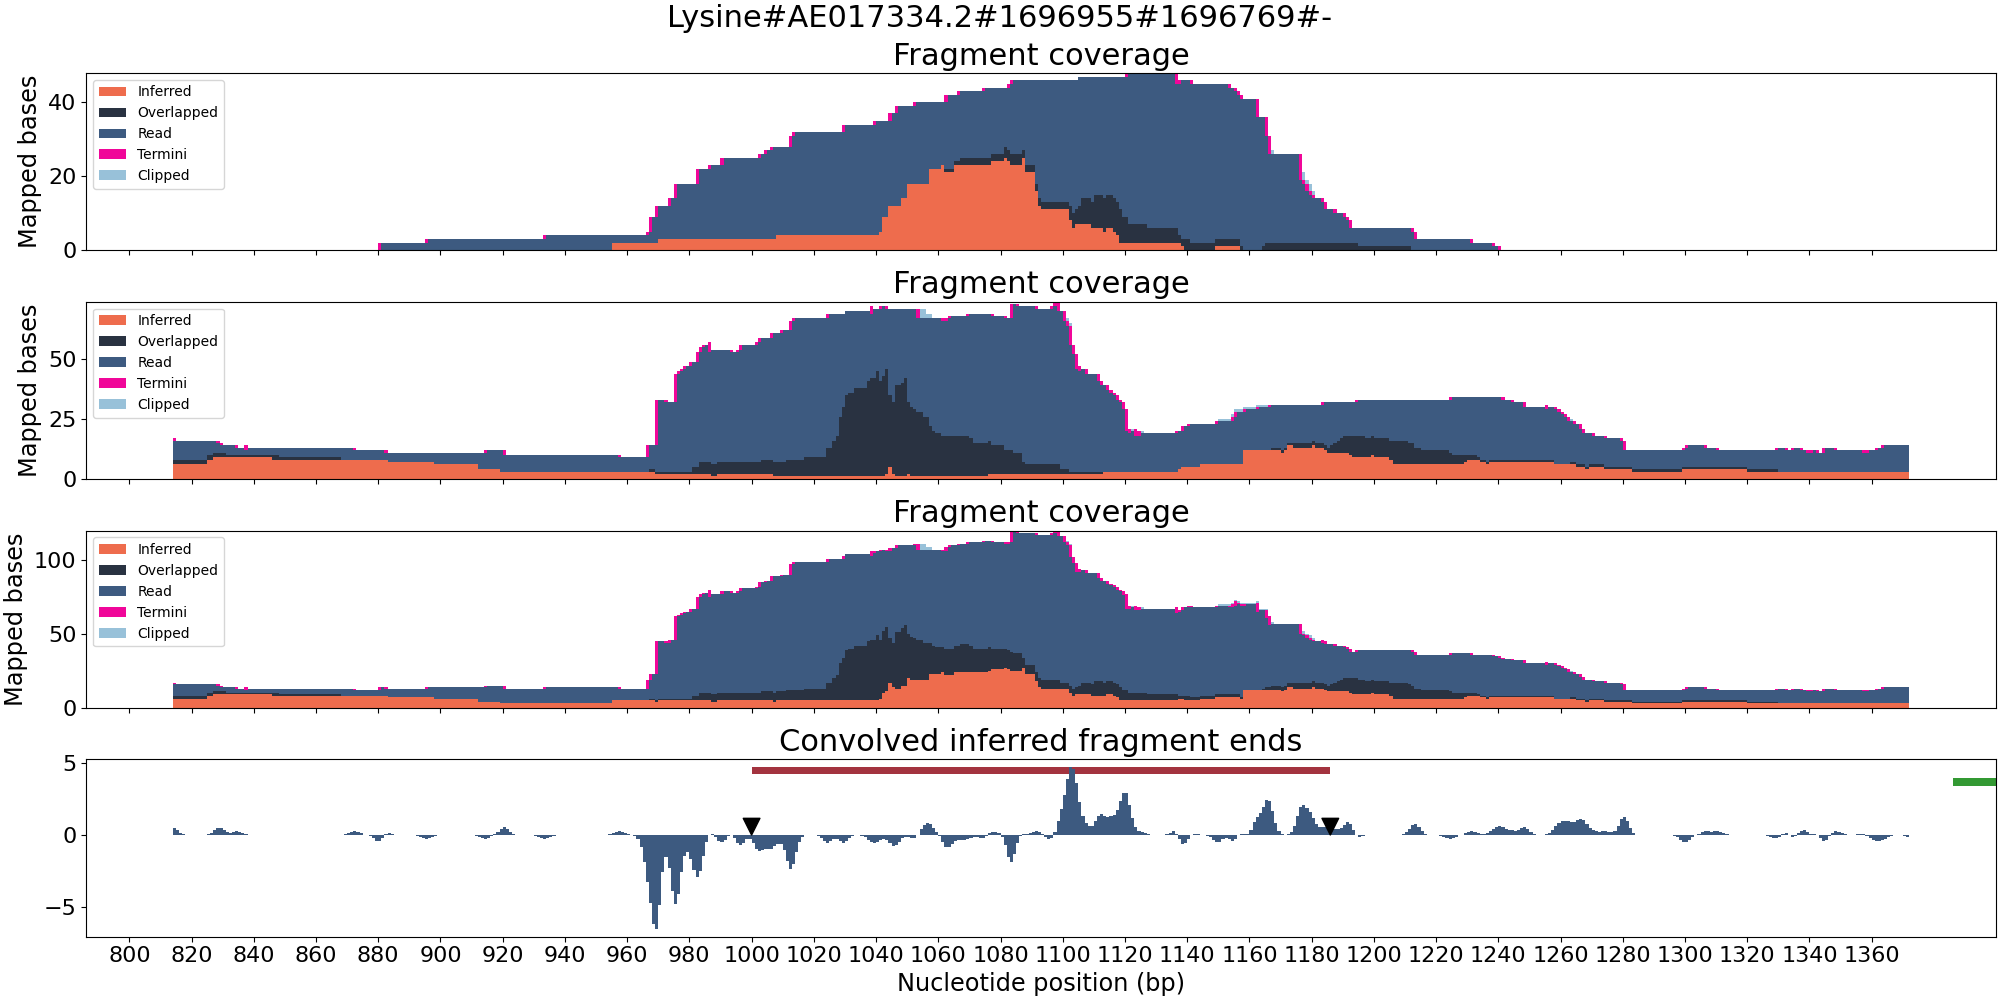 Lysine#AE017334.2#1696955#1696769#-
Fragment coverage
Mapped bases
40
20
0
Inferred
Overlapped
Read
Termini
Clipped
Fragment coverage
Mapped bases
50
25
0
Inferred
Overlapped
Read
Termini
Clipped
Fragment coverage
Mapped bases
100
50
0
Inferred
Overlapped
Read
Termini
Clipped
Convolved inferred fragment ends
5
0
−5
800 820 840 860 880 900 920 940 960 980 1000 1020 1040 1060 1080 1100 1120 1140 1160 1180 1200 1220 1240 1260 1280 1300 1320 1340 1360
Nucleotide position (bp)